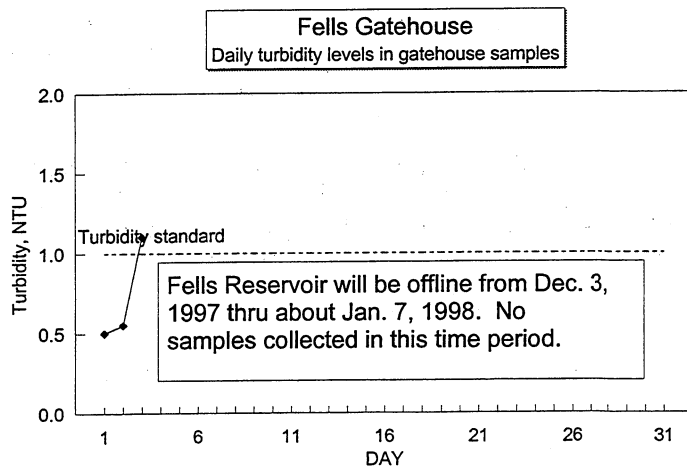 Fells Gatehouse
Daily turbidity levels in gatehouse samples
2.0
1.5
1.0
0.5
0.0
Turbidity, NTU
Turbidity standard
Fells Reservoir will be offline from Dec. 3,
1997 thru about Jan. 7, 1998. No
samples collected in this time period.
1 6 11 16 21 26 31
DAY